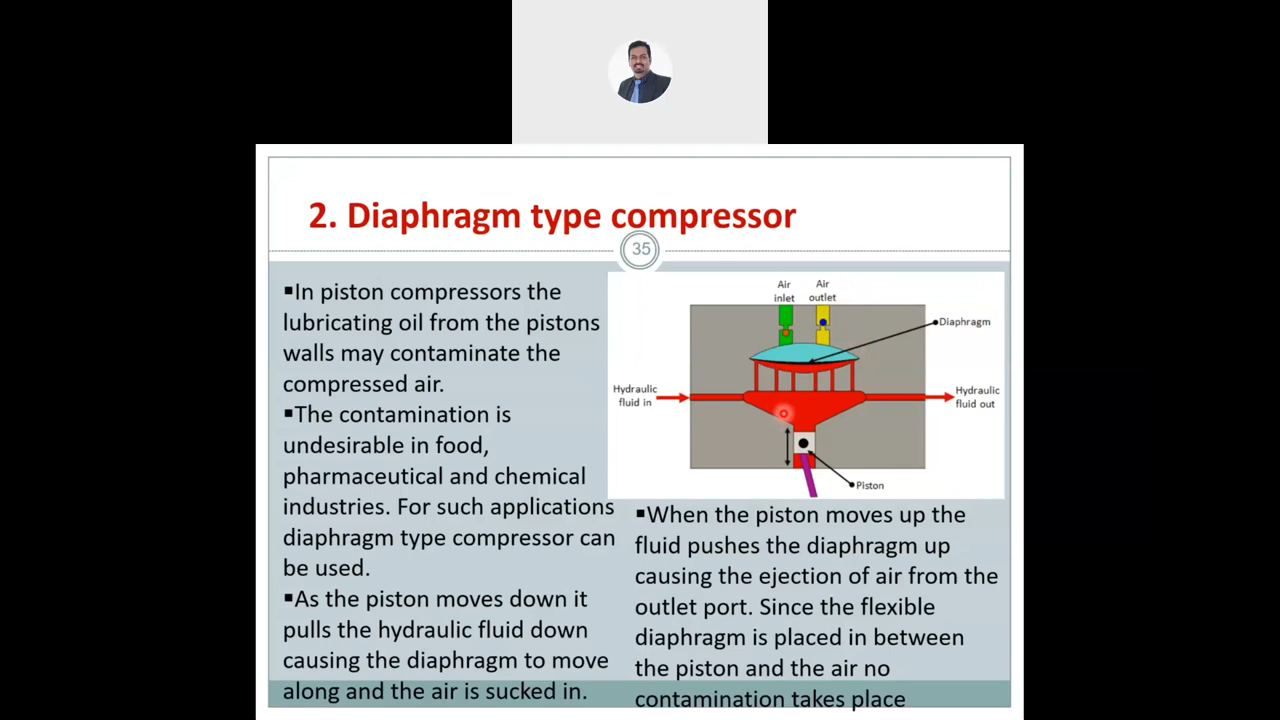 2. Diaphragm type compressor
35
▪In piston compressors the
lubricating oil from the pistons
walls may contaminate the
compressed air.
▪The contamination is
undesirable in food,
pharmaceutical and chemical
industries. For such applications
diaphragm type compressor can
be used.
▪As the piston moves down it
pulls the hydraulic fluid down
causing the diaphragm to move
along and the air is sucked in.
Air
inlet
Air
outlet
Diaphragm
Hydraulic
fluid in
Hydraulic
fluid out
Piston
▪When the piston moves up the
fluid pushes the diaphragm up
causing the ejection of air from the
outlet port. Since the flexible
diaphragm is placed in between
the piston and the air no
contamination takes place